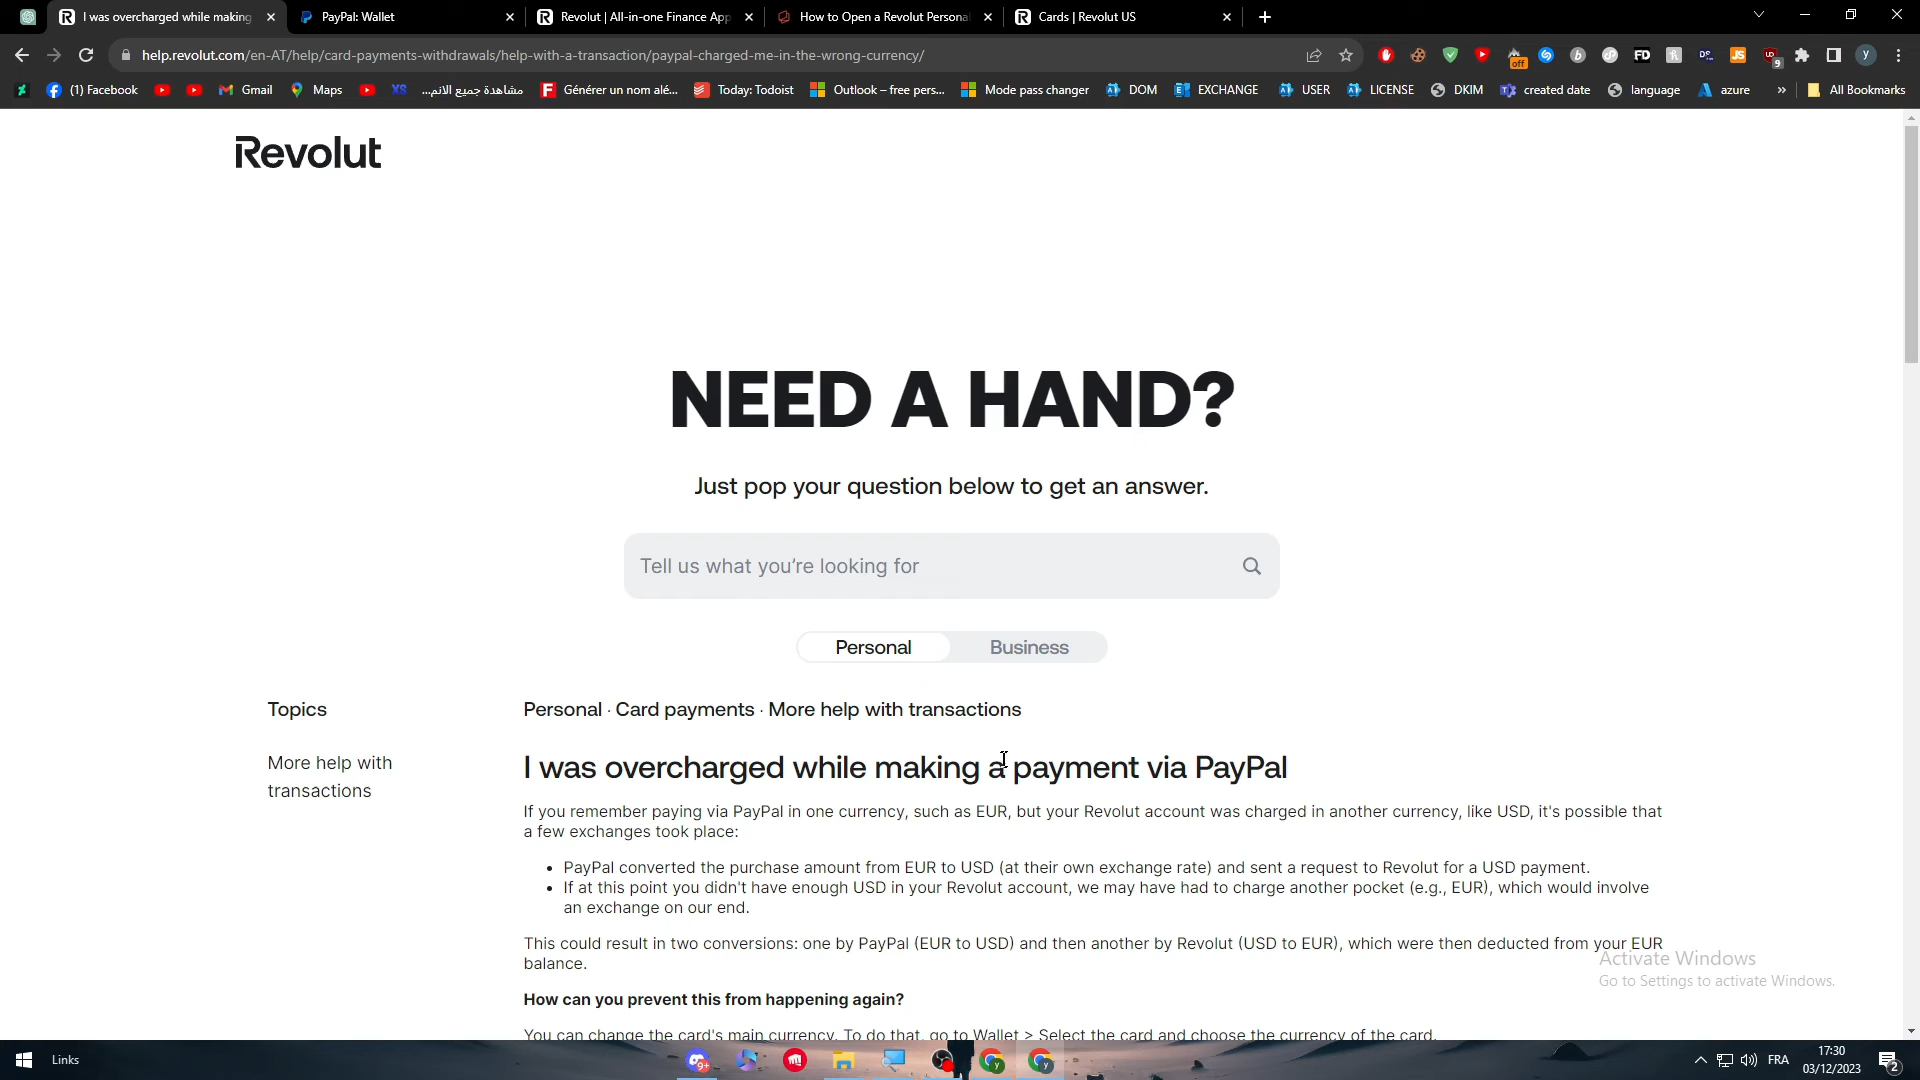 I was overcharged while making
PayPal: Wallet
Revolut | All-in-one Finance App
How to Open a Revolut Personal
Cards | Revolut US
help.revolut.com/en-AT/help/card-payments-withdrawals/help-with-a-transaction/paypal-charged-me-in-the-wrong-currency/
off
FD
JS
9
y
(1) Facebook
Gmail
Maps
XS
مشاهدة جميع الانم...
Générer un nom alé...
Today: Todoist
Outlook – free pers...
Mode pass changer
DOM
EXCHANGE
USER
LICENSE
DKIM
created date
language
azure
»
All Bookmarks
Revolut
NEED A HAND?
Just pop your question below to get an answer.
Tell us what you're looking for
Personal
Business
Topics
Personal · Card payments · More help with transactions
More help with
transactions
I was overcharged while making a payment via PayPal
If you remember paying via PayPal in one currency, such as EUR, but your Revolut account was charged in another currency, like USD, it's possible that
a few exchanges took place:
• PayPal converted the purchase amount from EUR to USD (at their own exchange rate) and sent a request to Revolut for a USD payment.
• If at this point you didn't have enough USD in your Revolut account, we may have had to charge another pocket (e.g., EUR), which would involve
an exchange on our end.
This could result in two conversions: one by PayPal (EUR to USD) and then another by Revolut (USD to EUR), which were then deducted from your EUR
balance.
Activate Windows
Go to Settings to activate Windows.
How can you prevent this from happening again?
You can change the card's main currency. To do that, go to Wallet > Select the card and choose the currency of the card.
Links
9+
FRA
17:30
03/12/2023
2